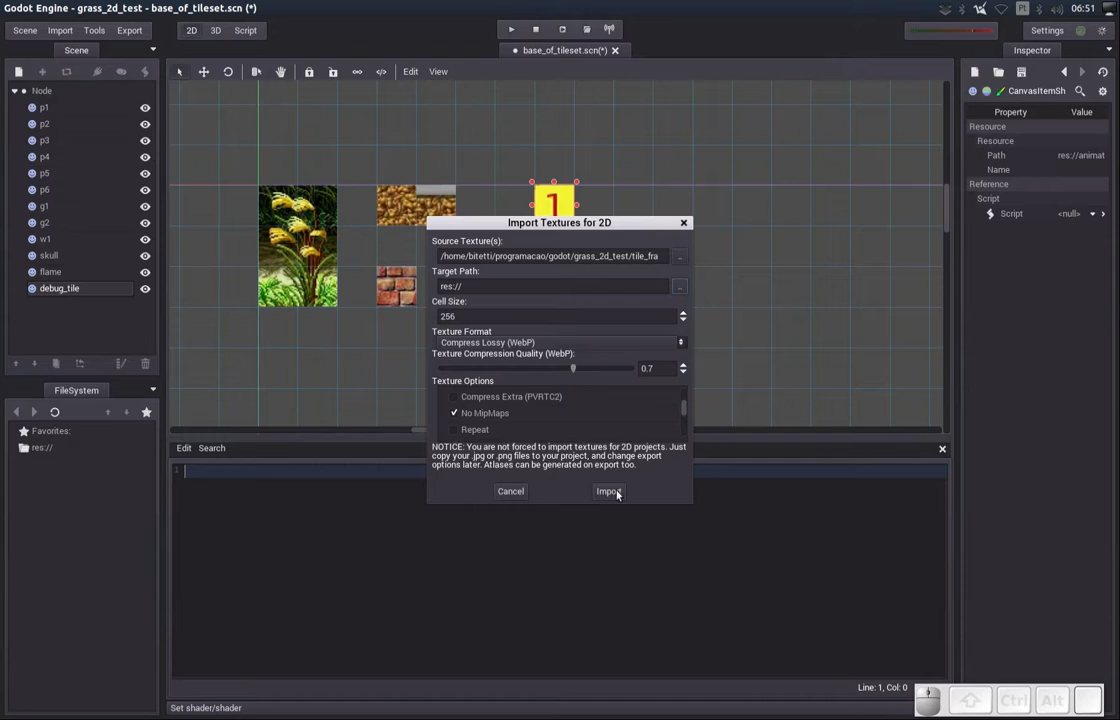 Godot Engine - grass_2d_test - base_of_tileset.scn (*)
PL
06:51
Scene Import Tools Export
2D 3D Script
Settings
Scene
base_of_tileset.scn(*)
Inspector
Edit View
CanvasItemSh
Node
p1
p2
p3
p4
p5
p6
g1
g2
w1
skull
flame
debug_tile
Property Value
Resource
Resource
Path res://animat
Reference
Script
Script <null>
Name
1
Import Textures for 2D
Source Texture(s):
/home/bitetti/programacao/godot/grass_2d_test/tile_fra
..
Target Path:
res://
..
Cell Size:
256
Texture Format
Compress Lossy (WebP)
Texture Compression Quality (WebP):
0.7
Texture Options
Compress Extra (PVRTC2)
No MipMaps
Repeat
NOTICE: You are not forced to import textures for 2D projects. Just
copy your .jpg or .png files to your project, and change export
options later. Atlases can be generated on export too.
Cancel
Import
FileSystem
Favorites:
res://
Edit Search
1
Line: 1, Col: 0
Set shader/shader
Ctrl
Alt